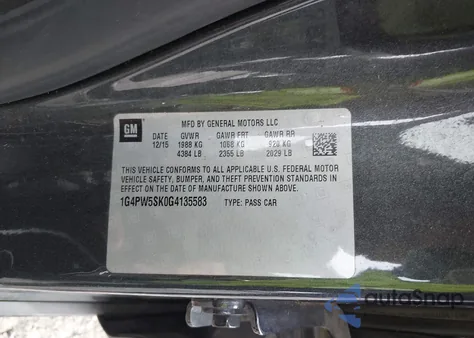 GM
MFD BY GENERAL MOTORS LLC
DATE GVWR GAWR FRT GAWR RR
12/15 1988 KG 1068 KG 920 KG
4384 LB 2355 LB 2029 LB
THIS VEHICLE CONFORMS TO ALL APPLICABLE U.S. FEDERAL MOTOR
VEHICLE SAFETY, BUMPER, AND THEFT PREVENTION STANDARDS IN
EFFECT ON THE DATE OF MANUFACTURE SHOWN ABOVE.
1G4PW5SK0G4135583 TYPE: PASS CAR
autoSnap